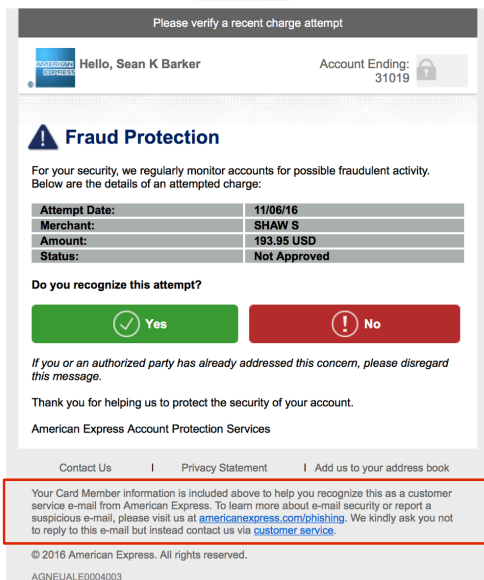 Please verify a recent charge attempt
AMERICAN EXPRESS
®
Hello, Sean K Barker
Account Ending: 31019
Fraud Protection
For your security, we regularly monitor accounts for possible fraudulent activity.
Below are the details of an attempted charge:
Attempt Date: 11/06/16
Merchant: SHAW S
Amount: 193.95 USD
Status: Not Approved
Do you recognize this attempt?
Yes
No
If you or an authorized party has already addressed this concern, please disregard
this message.
Thank you for helping us to protect the security of your account.
American Express Account Protection Services
Contact Us | Privacy Statement | Add us to your address book
Your Card Member information is included above to help you recognize this as a customer
service e-mail from American Express. To learn more about e-mail security or report a
suspicious e-mail, please visit us at americanexpress.com/phishing. We kindly ask you not
to reply to this e-mail but instead contact us via customer service.
© 2016 American Express. All rights reserved.
AGNEUALE0004003